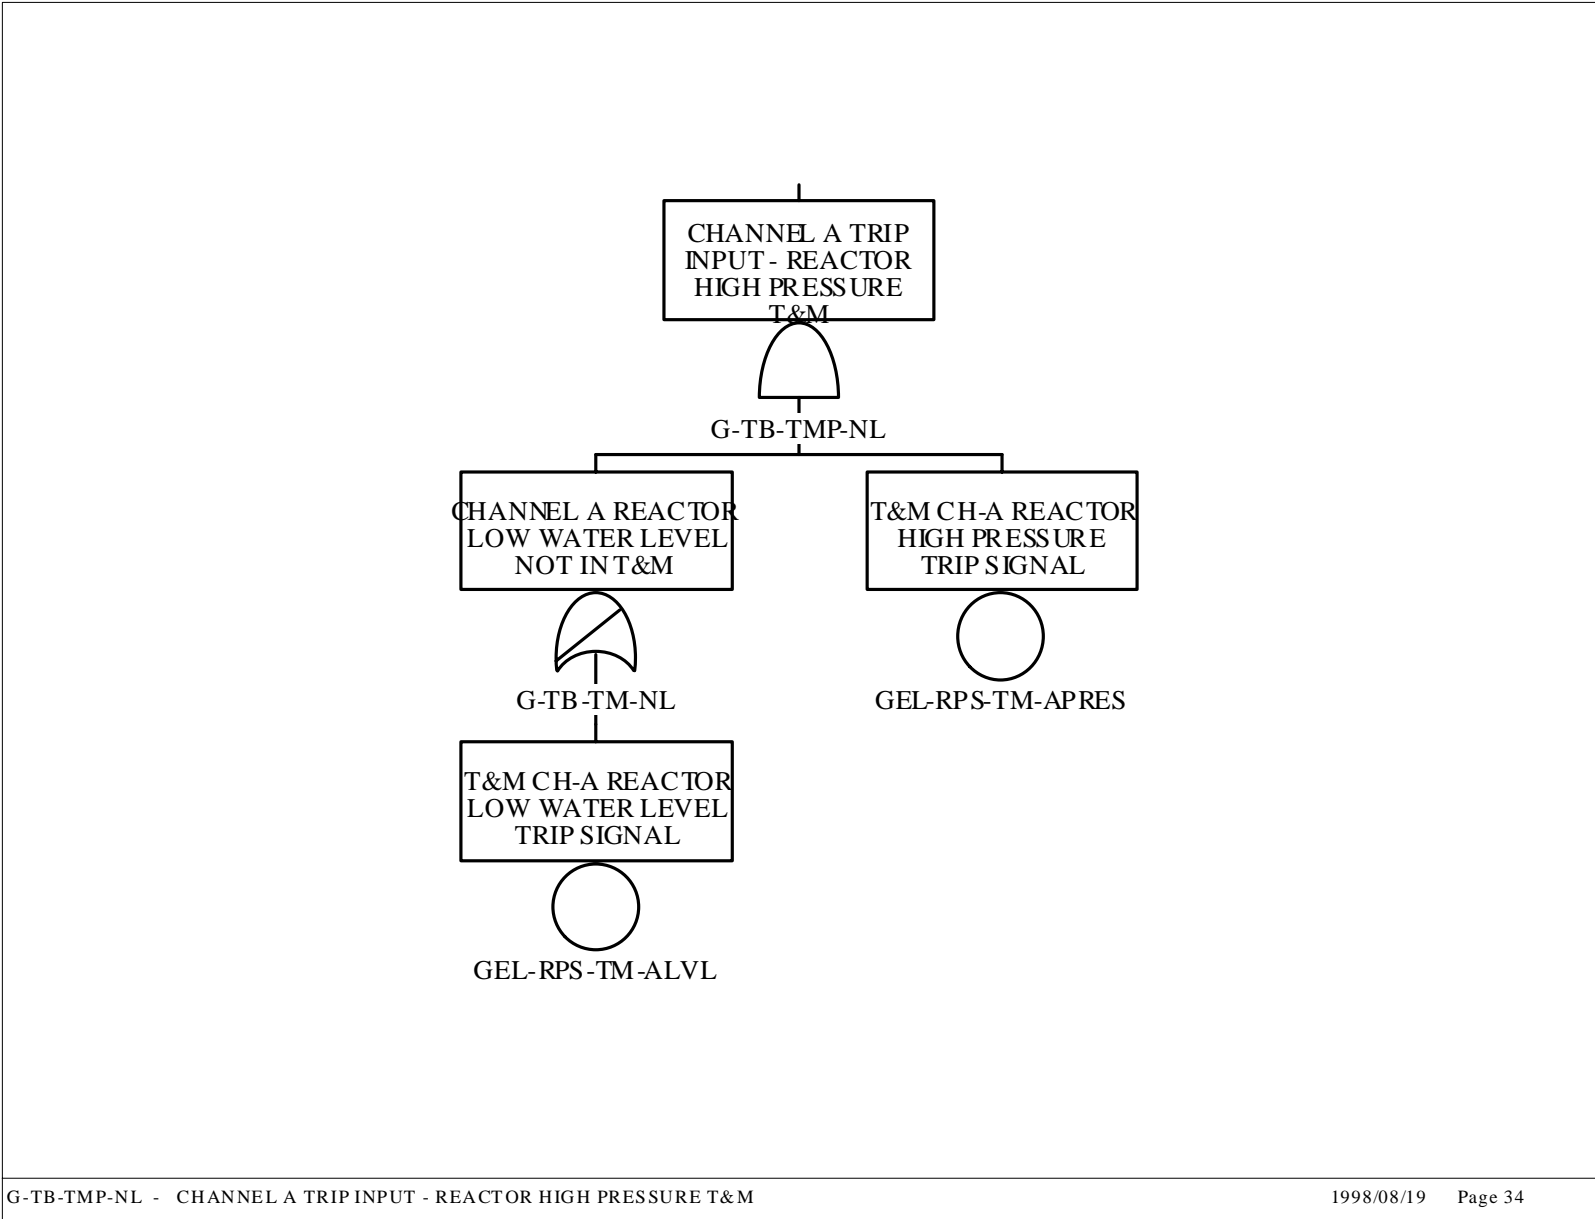 CHANNEL A TRIP
INPUT - REACTOR
HIGH PRESSURE
T&M
G-TB-TMP-NL
CHANNEL A REACTOR
LOW WATER LEVEL
NOT IN T&M
T&M CH-A REACTOR
HIGH PRESSURE
TRIP SIGNAL
G-TB-TM-NL
GEL-RPS-TM-APRES
T&M CH-A REACTOR
LOW WATER LEVEL
TRIP SIGNAL
GEL-RPS-TM-ALVL
G-TB-TMP-NL - CHANNEL A TRIP INPUT - REACTOR HIGH PRESSURE T&M
1998/08/19 Page 34